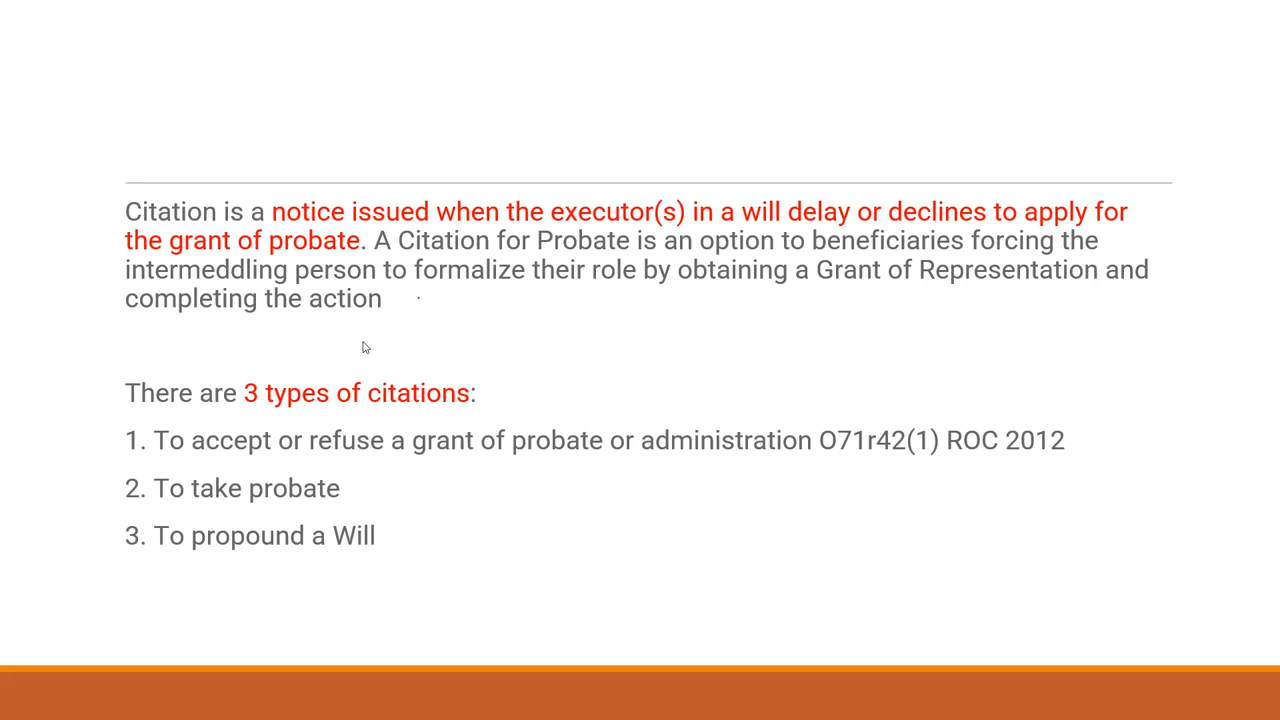 Citation is a notice issued when the executor(s) in a will delay or declines to apply for
the grant of probate. A Citation for Probate is an option to beneficiaries forcing the
intermeddling person to formalize their role by obtaining a Grant of Representation and
completing the action
There are 3 types of citations:
1. To accept or refuse a grant of probate or administration O71r42(1) ROC 2012
2. To take probate
3. To propound a Will